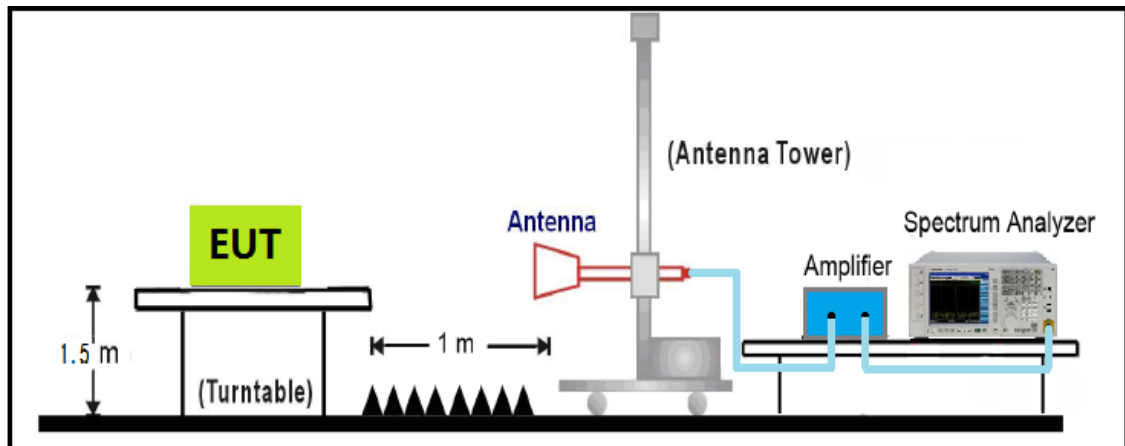 (Antenna Tower)
Antenna
Spectrum Analyzer
EUT
Amplifier
1 m
1.5 m
(Turntable)